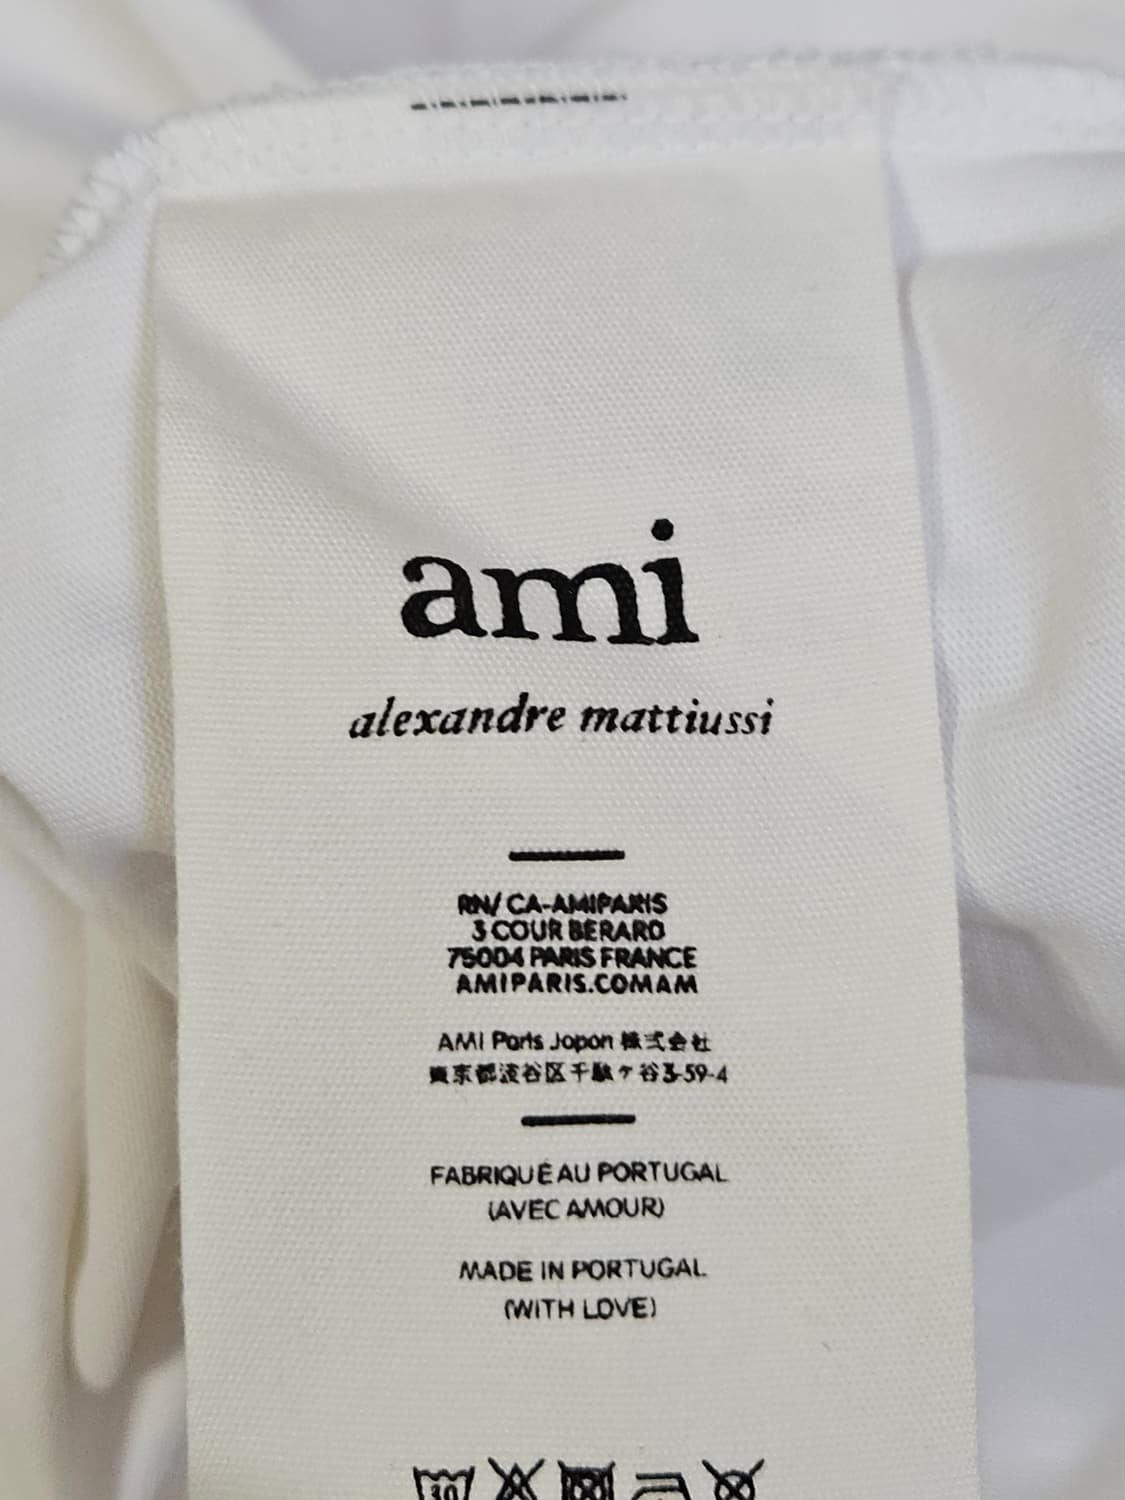 ami
alexandre mattiussi
RN/ CA-AMIPARIS
3 COUR BERARD
75004 PARIS FRANCE
AMIPARIS.COMAM
AMI Paris Japon 株式会社
東京都渋谷区千駄ヶ谷3-59-4
FABRIQUÉ AU PORTUGAL
(AVEC AMOUR)
MADE IN PORTUGAL
(WITH LOVE)
30